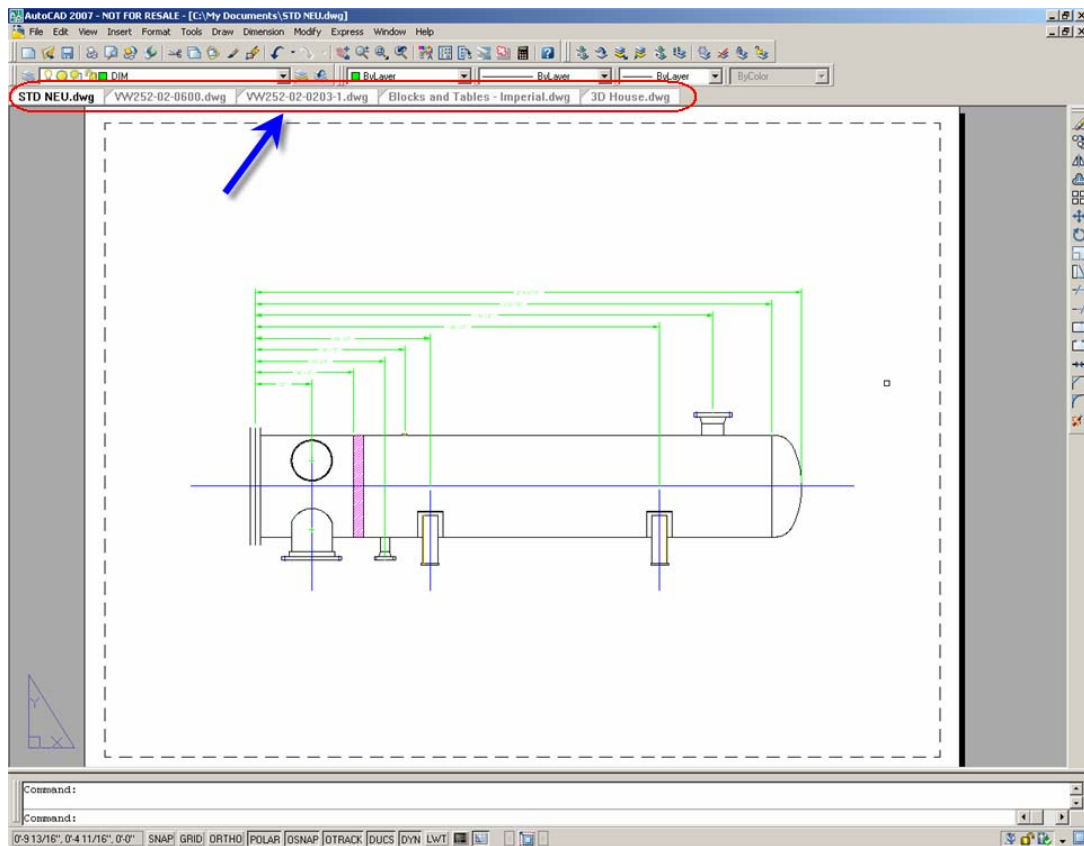 AutoCAD 2007 - NOT FOR RESALE - [C:\My Documents\STD NEU.dwg]
File Edit View Insert Format Tools Draw Dimension Modify Express Window Help
DIM ByLayer ByLayer ByLayer ByColor
STD NEU.dwg VW252-02-0600.dwg VW252-02-0203-1.dwg Blocks and Tables - Imperial.dwg 3D House.dwg
Y
X
Command:
Command:
0'-9 13/16", 0'-4 11/16", 0'-0" SNAP GRID ORTHO POLAR OSNAP OTRACK DUCS DYN LWT